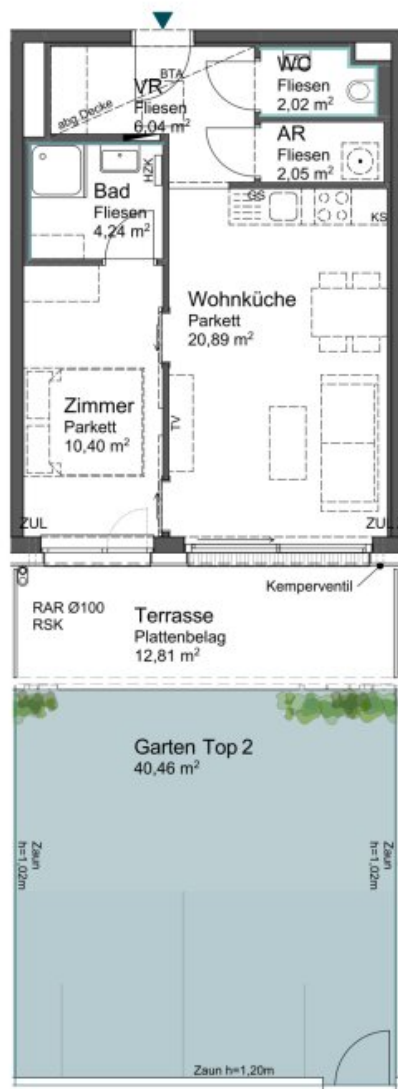 WC
Fliesen
2,02 m²
BTA
VR
Fliesen
6,04 m²
abg Decke
AR
Fliesen
2,05 m²
HZK
Bad
Fliesen
4,24 m²
GS
KS
Wohnküche
Parkett
20,89 m²
Zimmer
Parkett
10,40 m²
TV
ZUL
ZUL
Kemperventil
RAR Ø100
RSK
Terrasse
Plattenbelag
12,81 m²
Garten Top 2
40,46 m²
Zaun
h=1,02m
Zaun
h=1,02m
Zaun h=1,20m